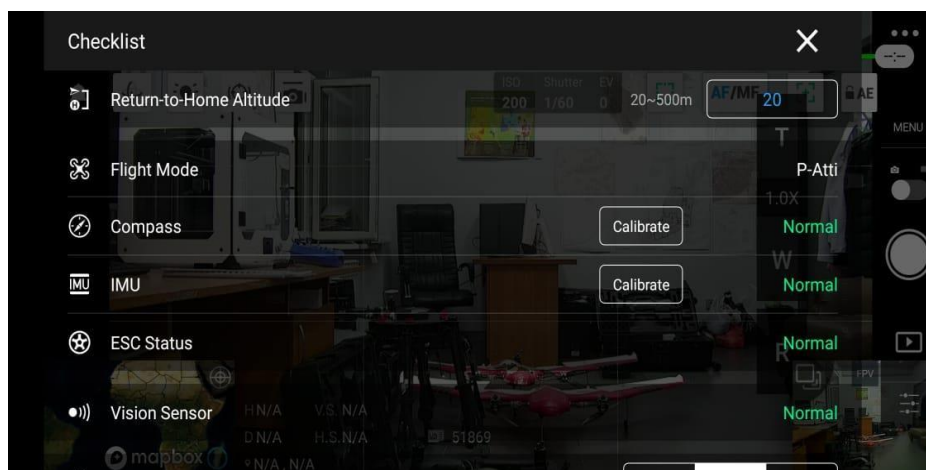 Checklist
Return-to-Home Altitude 20~500m 20
ISO Shutter EV
200 1/60 0
AF/MF
AE
T
MENU
Flight Mode P-Atti
1.0X
Compass Calibrate Normal
W
IMU IMU Calibrate Normal
ESC Status Normal
R
FPV
Vision Sensor Normal
H N/A V.S. N/A
D N/A H.S. N/A 51869
mapbox N/A, N/A